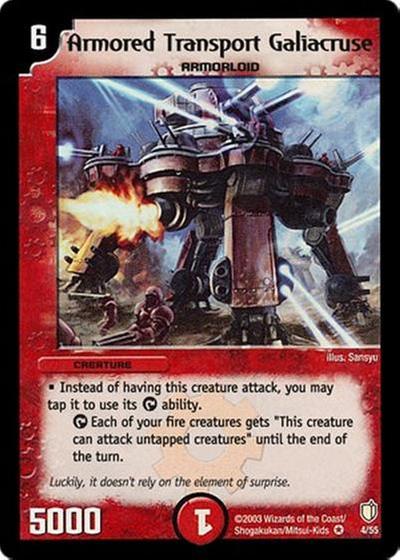 6 Armored Transport Galiacruse
ARMORLOID
illus. Sansyu
CREATURE
▪ Instead of having this creature attack, you may
tap it to use its ability.
Each of your fire creatures gets "This creature
can attack untapped creatures" until the end of
the turn.
Luckily, it doesn't rely on the element of surprise.
5000
1
©2003 Wizards of the Coast/
Shogakukan/Mitsui-Kids 4/55